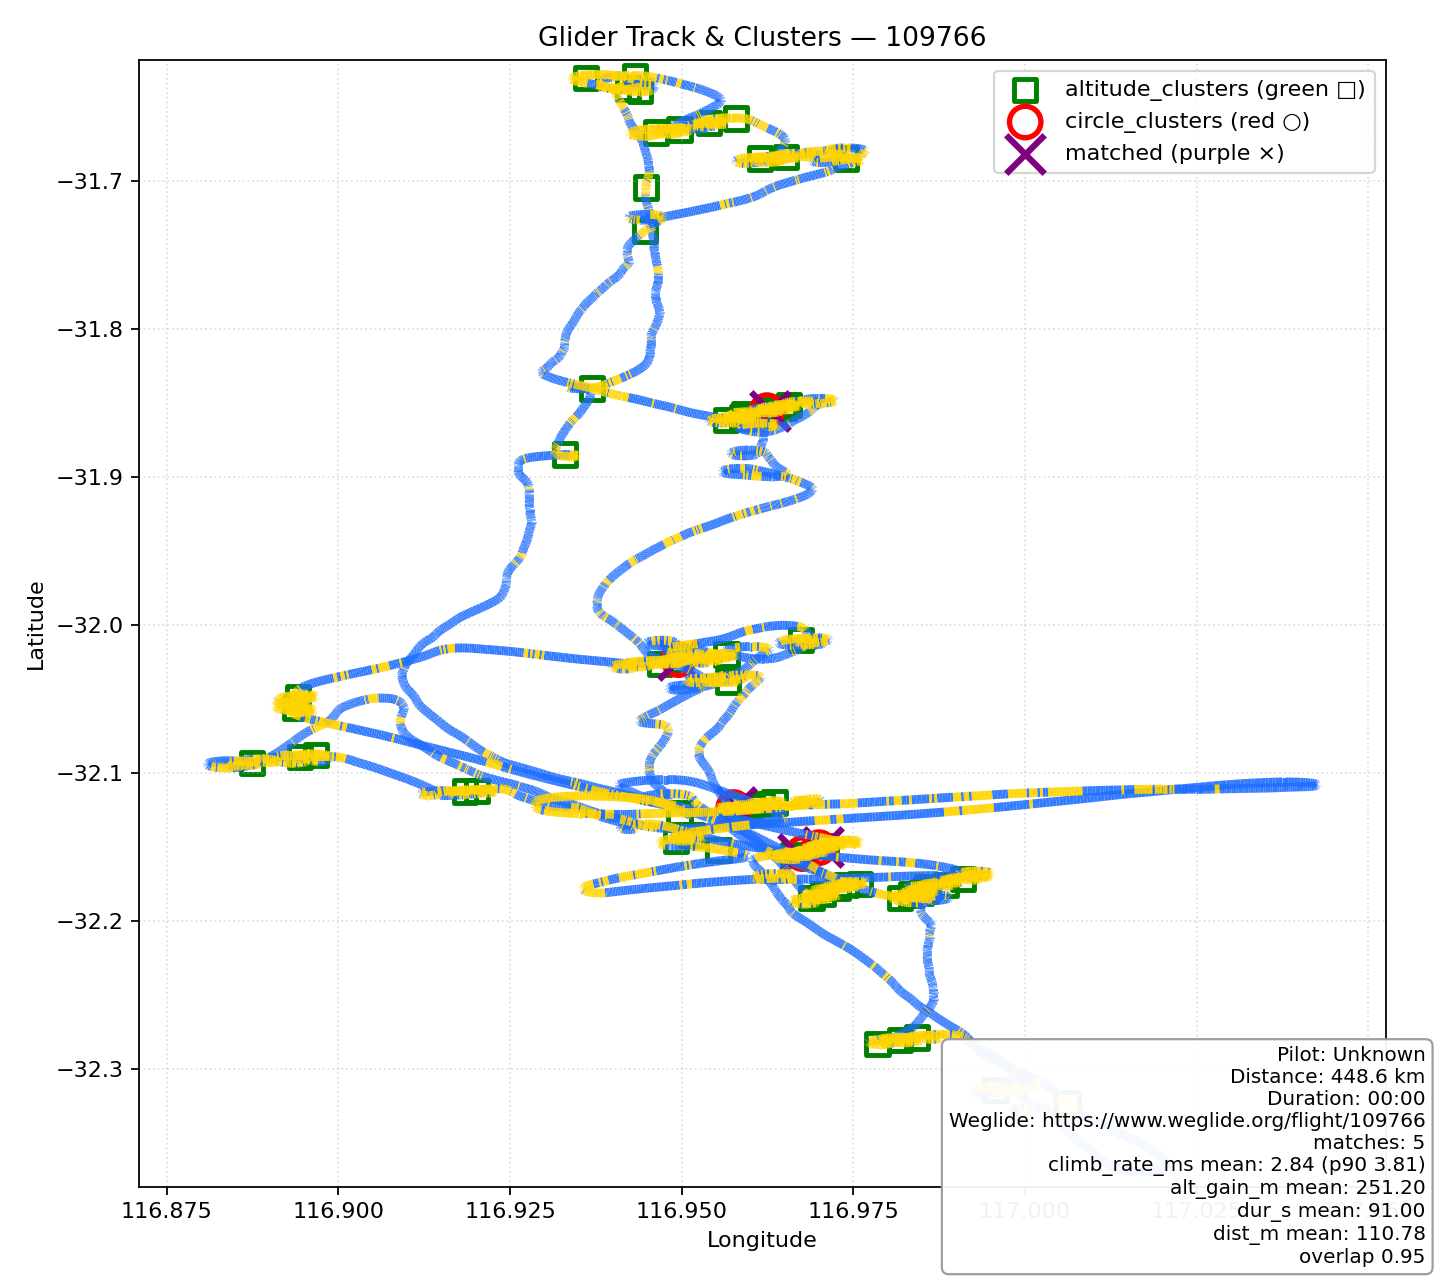 Glider Track & Clusters — 109766
altitude_clusters (green □)
circle_clusters (red ○)
matched (purple ×)
Latitude
−31.7
−31.8
−31.9
−32.0
−32.1
−32.2
−32.3
116.875
116.900
116.925
116.950
116.975
117.000
117.025
Longitude
Pilot: Unknown
Distance: 448.6 km
Duration: 00:00
Weglide: https://www.weglide.org/flight/109766
matches: 5
climb_rate_ms mean: 2.84 (p90 3.81)
alt_gain_m mean: 251.20
dur_s mean: 91.00
dist_m mean: 110.78
overlap 0.95